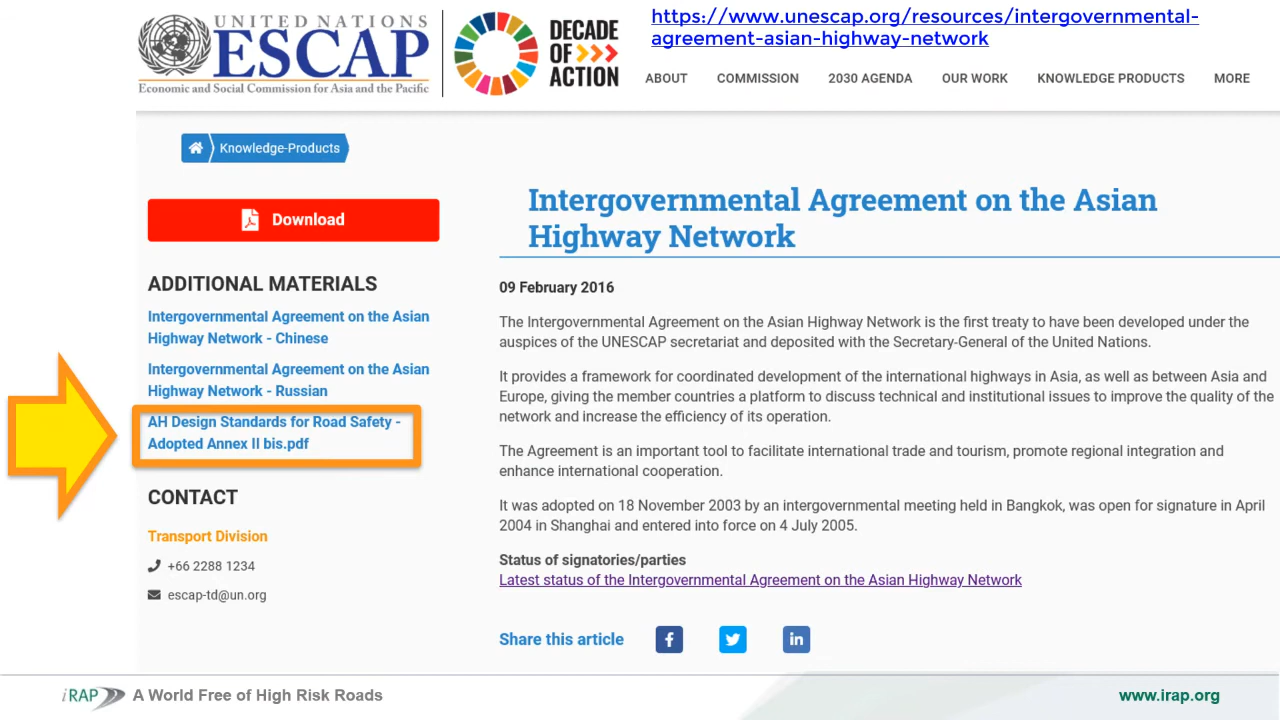 UNITED NATIONS
ESCAP
Economic and Social Commission for Asia and the Pacific
DECADE
OF
ACTION
https://www.unescap.org/resources/intergovernmental-
agreement-asian-highway-network
ABOUT COMMISSION 2030 AGENDA OUR WORK KNOWLEDGE PRODUCTS MORE
Knowledge-Products
Download
ADDITIONAL MATERIALS
Intergovernmental Agreement on the Asian
Highway Network - Chinese
Intergovernmental Agreement on the Asian
Highway Network - Russian
AH Design Standards for Road Safety -
Adopted Annex II bis.pdf
CONTACT
Transport Division
+66 2288 1234
escap-td@un.org
Intergovernmental Agreement on the Asian
Highway Network
09 February 2016
The Intergovernmental Agreement on the Asian Highway Network is the first treaty to have been developed under the
auspices of the UNESCAP secretariat and deposited with the Secretary-General of the United Nations.
It provides a framework for coordinated development of the international highways in Asia, as well as between Asia and
Europe, giving the member countries a platform to discuss technical and institutional issues to improve the quality of the
network and increase the efficiency of its operation.
The Agreement is an important tool to facilitate international trade and tourism, promote regional integration and
enhance international cooperation.
It was adopted on 18 November 2003 by an intergovernmental meeting held in Bangkok, was open for signature in April
2004 in Shanghai and entered into force on 4 July 2005.
Status of signatories/parties
Latest status of the Intergovernmental Agreement on the Asian Highway Network
Share this article
iRAP A World Free of High Risk Roads
www.irap.org